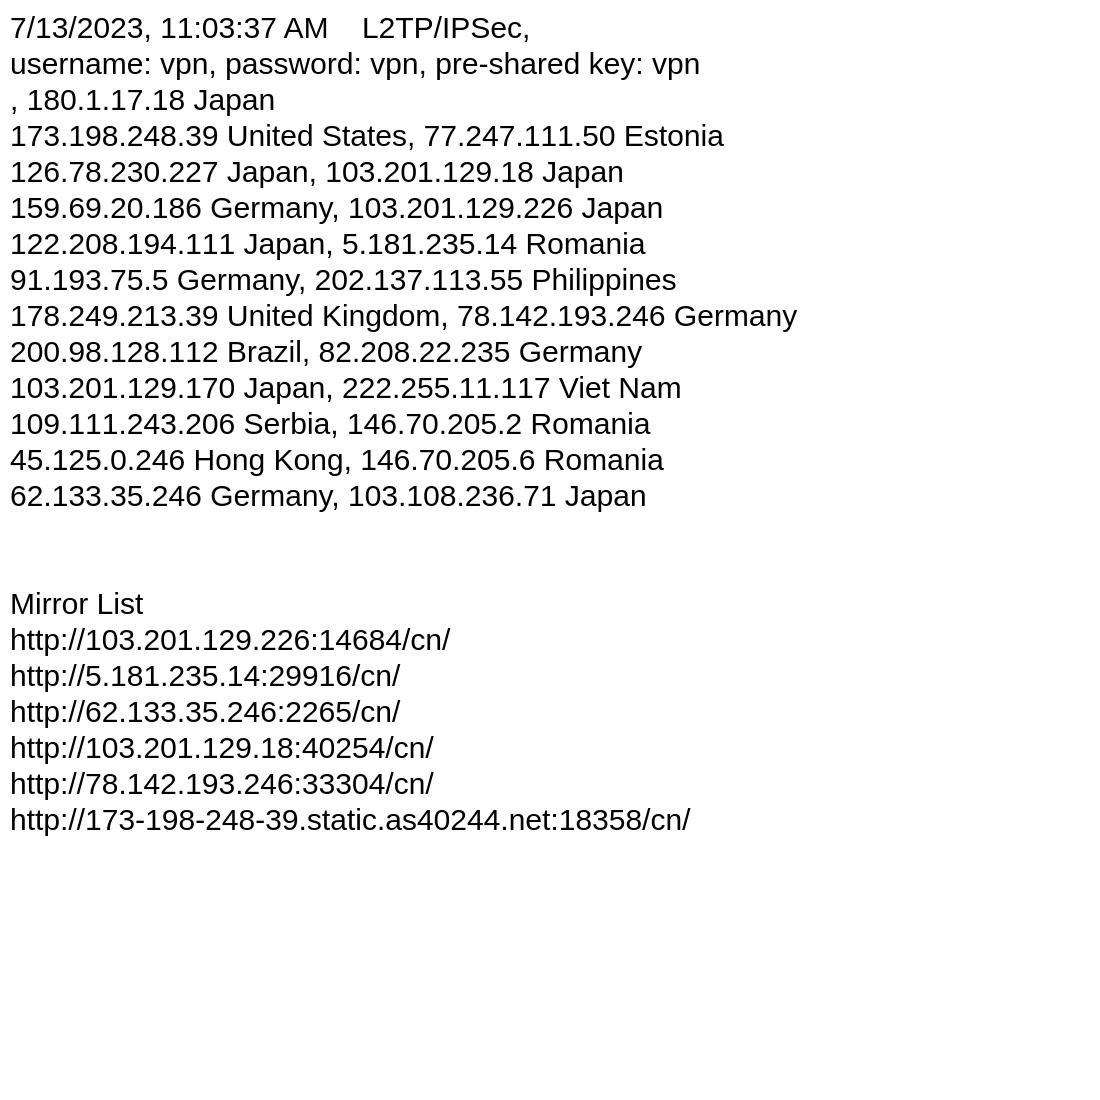 7/13/2023, 11:03:37 AM    L2TP/IPSec,
username: vpn, password: vpn, pre-shared key: vpn
, 180.1.17.18 Japan
173.198.248.39 United States, 77.247.111.50 Estonia
126.78.230.227 Japan, 103.201.129.18 Japan
159.69.20.186 Germany, 103.201.129.226 Japan
122.208.194.111 Japan, 5.181.235.14 Romania
91.193.75.5 Germany, 202.137.113.55 Philippines
178.249.213.39 United Kingdom, 78.142.193.246 Germany
200.98.128.112 Brazil, 82.208.22.235 Germany
103.201.129.170 Japan, 222.255.11.117 Viet Nam
109.111.243.206 Serbia, 146.70.205.2 Romania
45.125.0.246 Hong Kong, 146.70.205.6 Romania
62.133.35.246 Germany, 103.108.236.71 Japan
Mirror List
http://103.201.129.226:14684/cn/
http://5.181.235.14:29916/cn/
http://62.133.35.246:2265/cn/
http://103.201.129.18:40254/cn/
http://78.142.193.246:33304/cn/
http://173-198-248-39.static.as40244.net:18358/cn/